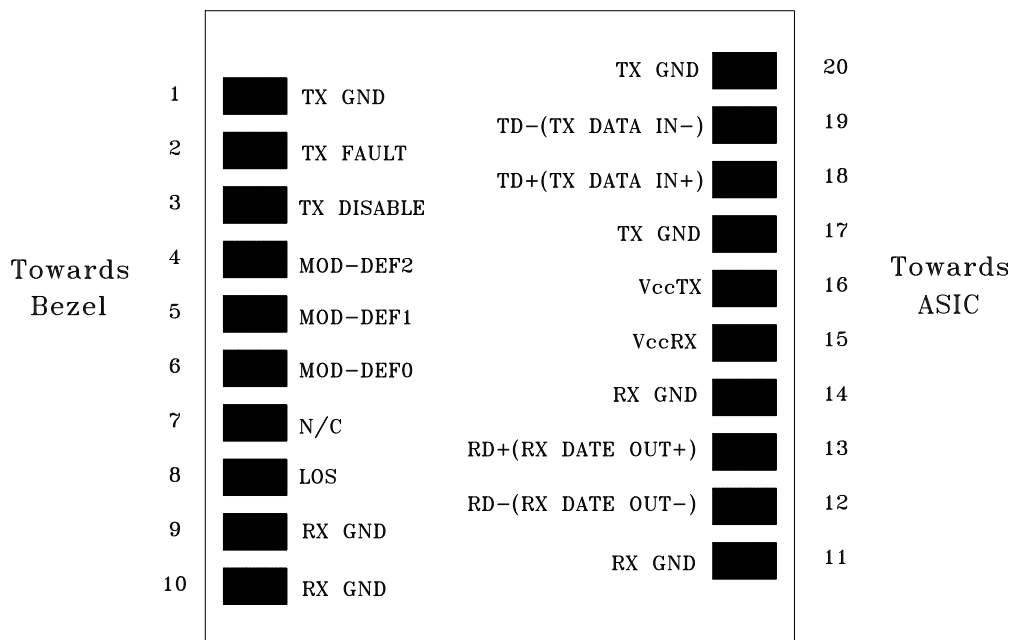 1 TX GND
2 TX FAULT
3 TX DISABLE
4 MOD-DEF2
5 MOD-DEF1
6 MOD-DEF0
7 N/C
8 LOS
9 RX GND
10 RX GND
Towards
Bezel
TX GND 20
TD-(TX DATA IN-) 19
TD+(TX DATA IN+) 18
TX GND 17
VccTX 16
VccRX 15
RX GND 14
RD+(RX DATE OUT+) 13
RD-(RX DATE OUT-) 12
RX GND 11
Towards
ASIC